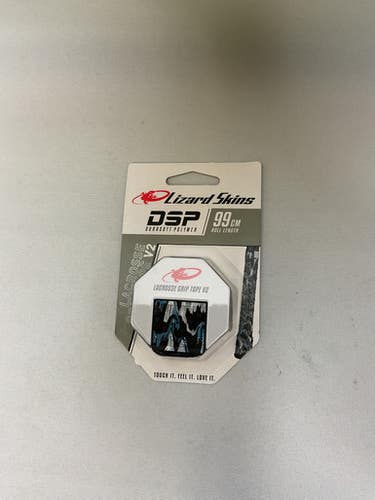 Lizard Skins
DSP
DURASOFT POLYMER
99 CM
ROLL LENGTH
LACROSSE
V2
LACROSSE GRIP TAPE V2
TOUCH IT. FEEL IT. LOVE IT.